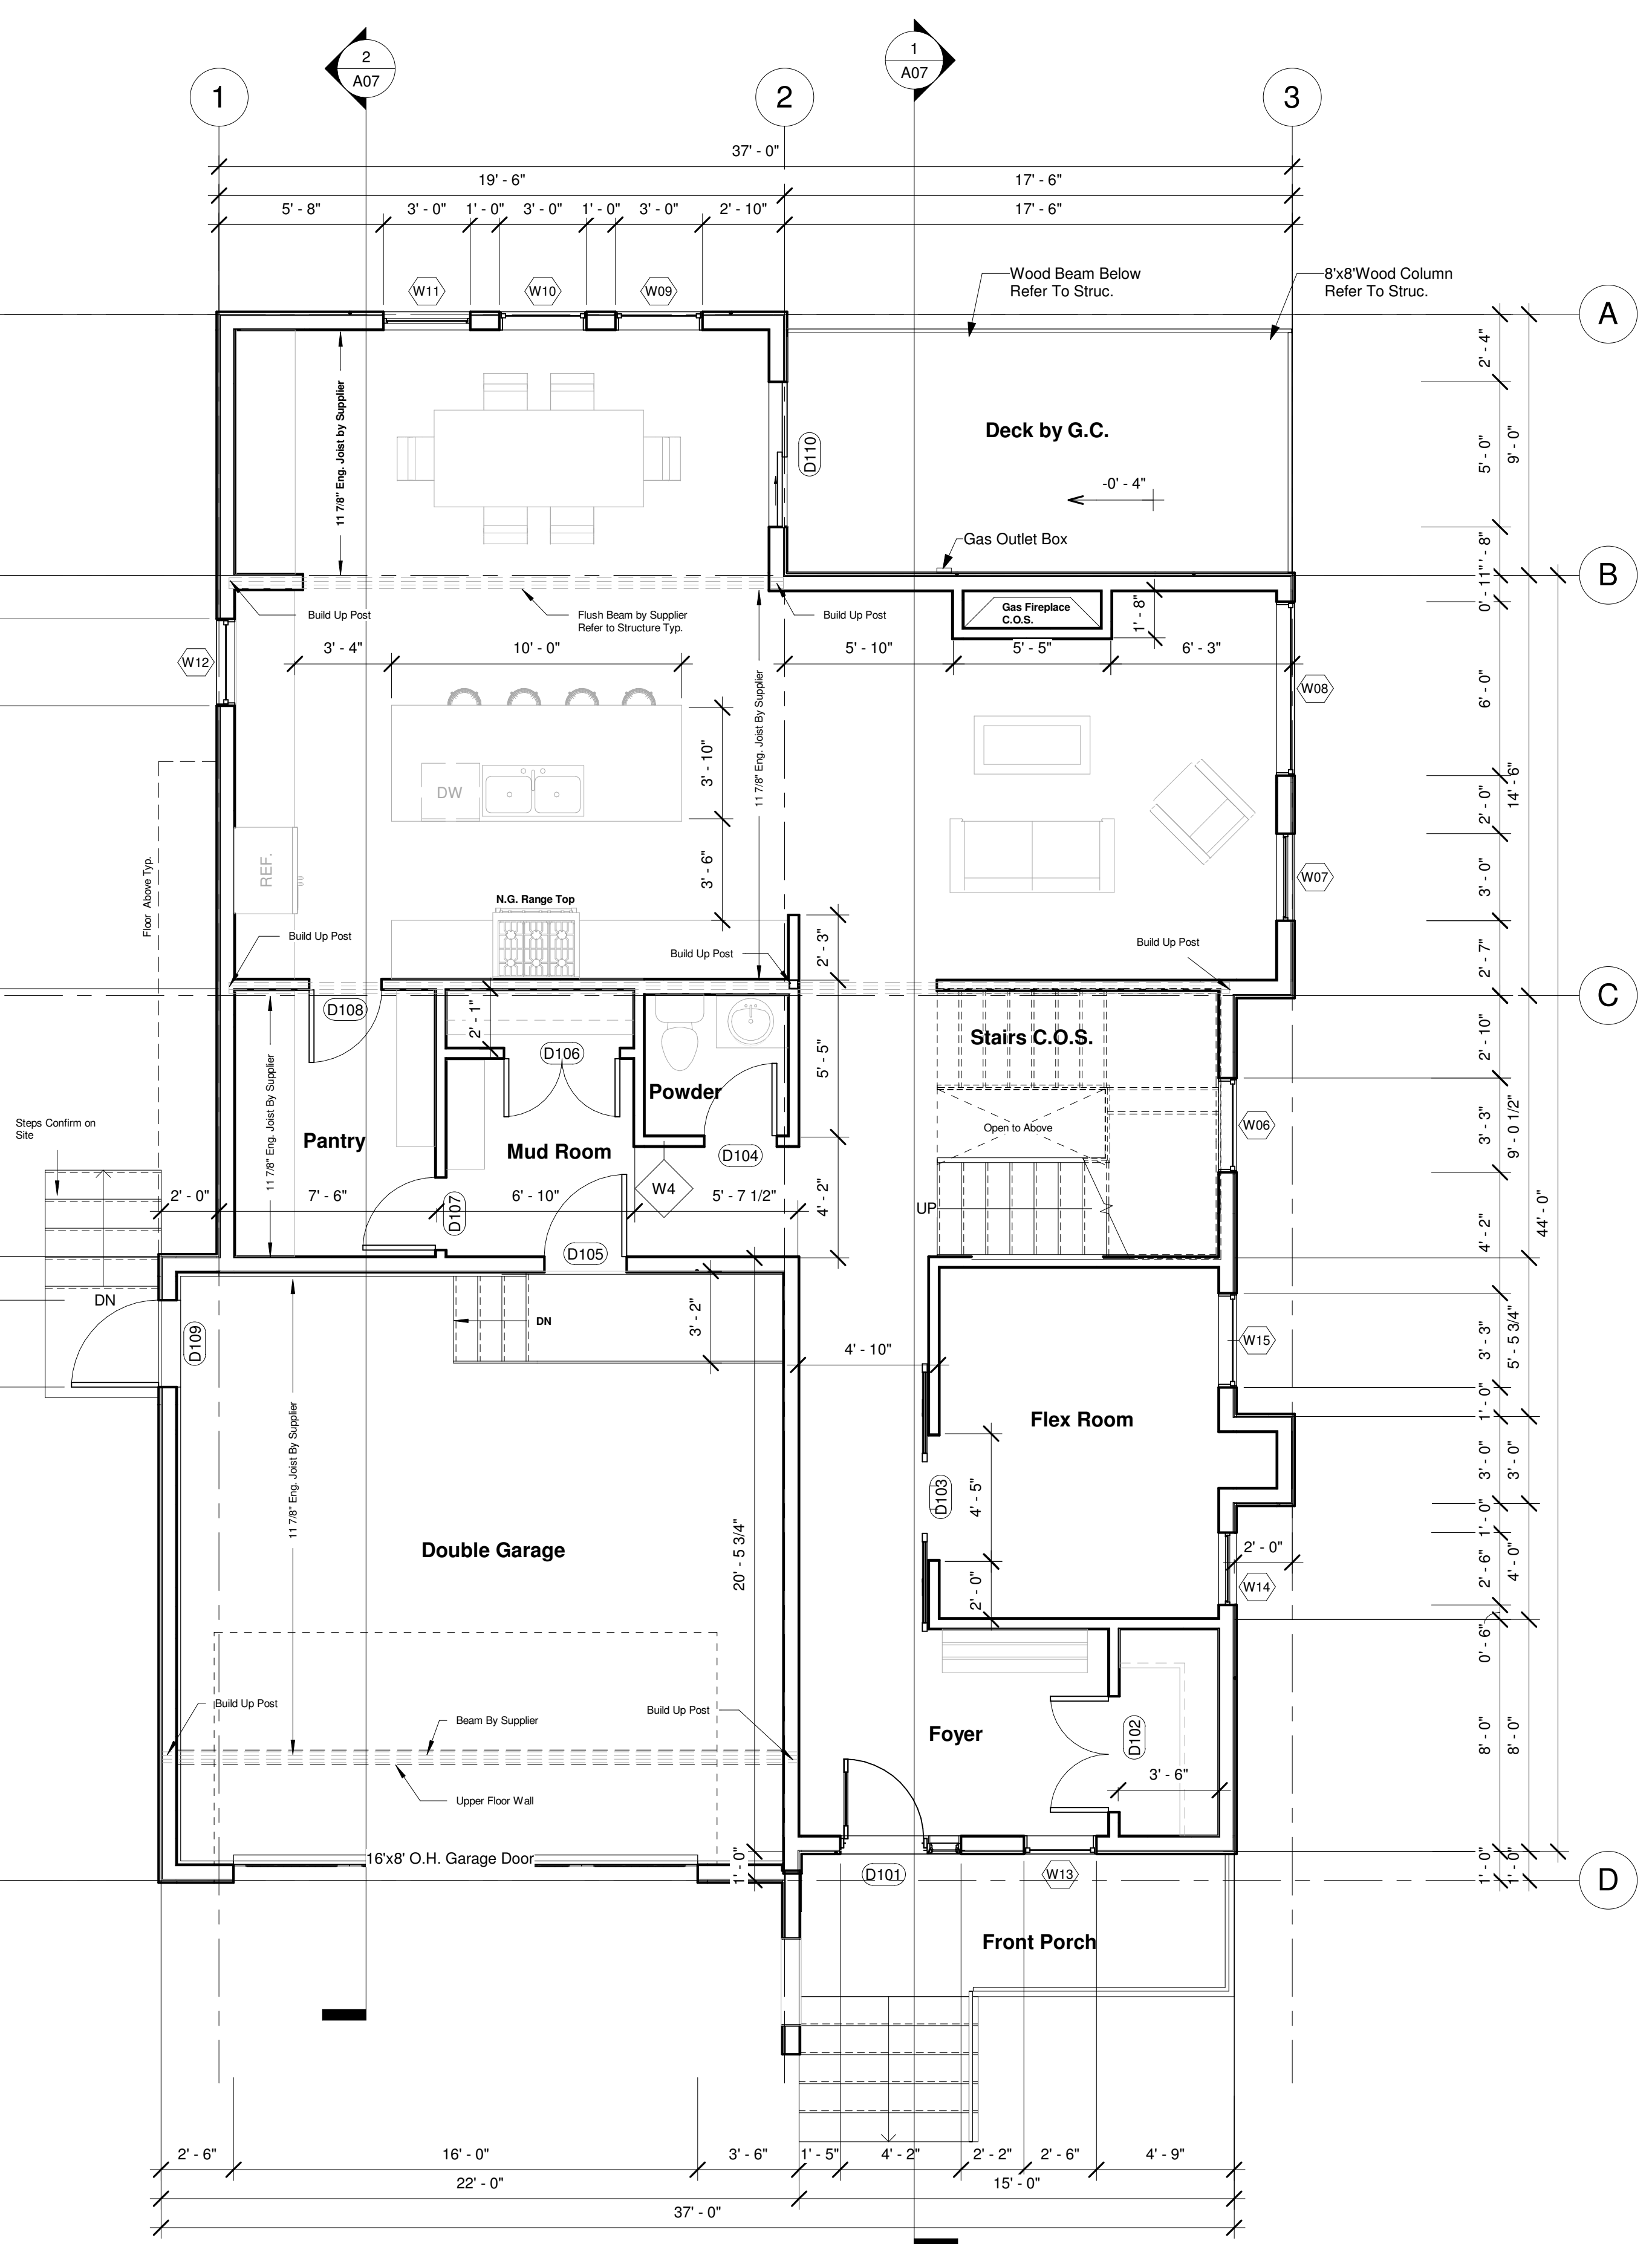 2
A07
1
A07
1
2
3
37' - 0"
19' - 6"
17' - 6"
5' - 8"
3' - 0"
1' - 0"
3' - 0"
1' - 0"
3' - 0"
2' - 10"
17' - 6"
Wood Beam Below
Refer To Struc.
8'x8'Wood Column
Refer To Struc.
W11
W10
W09
A
2' - 4"
11 7/8" Eng. Joist by Supplier
Deck by G.C.
D110
5' - 0"
9' - 0"
-0' - 4"
Gas Outlet Box
0' - 11"
1' - 8"
B
Build Up Post
Flush Beam by Supplier
Refer to Structure Typ.
Build Up Post
Gas Fireplace
C.O.S.
1' - 8"
W12
3' - 4"
10' - 0"
5' - 10"
5' - 5"
6' - 3"
W08
6' - 0"
11 7/8" Eng. Joist By Supplier
3' - 10"
DW
14' - 6"
2' - 0"
REF.
3' - 6"
Floor Above Typ.
W07
3' - 0"
N.G. Range Top
Build Up Post
Build Up Post
2' - 3"
Build Up Post
2' - 7"
C
D108
2' - 1"
D106
Stairs C.O.S.
2' - 10"
5' - 5"
Powder
11 7/8" Eng. Joist By Supplier
Steps Confirm on
Site
Pantry
Mud Room
D104
Open to Above
W06
3' - 3"
9' - 0 1/2"
W4
2' - 0"
7' - 6"
D107
6' - 10"
5' - 7 1/2"
4' - 2"
UP
4' - 2"
44' - 0"
D105
DN
D109
DN
3' - 2"
4' - 10"
W15
3' - 3"
5' - 5 3/4"
1' - 0"
Flex Room
11 7/8" Eng. Joist By Supplier
D103
4' - 5"
3' - 0"
3' - 0"
Double Garage
20' - 5 3/4"
1' - 0"
2' - 0"
2' - 0"
W14
2' - 6"
4' - 0"
0' - 6"
Build Up Post
Beam By Supplier
Build Up Post
Foyer
D102
3' - 6"
8' - 0"
8' - 0"
Upper Floor Wall
16'x8' O.H. Garage Door
1' - 0"
D101
W13
1' - 0"
1' - 0"
D
Front Porch
2' - 6"
16' - 0"
3' - 6"
1' - 5"
4' - 2"
2' - 2"
2' - 6"
4' - 9"
22' - 0"
15' - 0"
37' - 0"